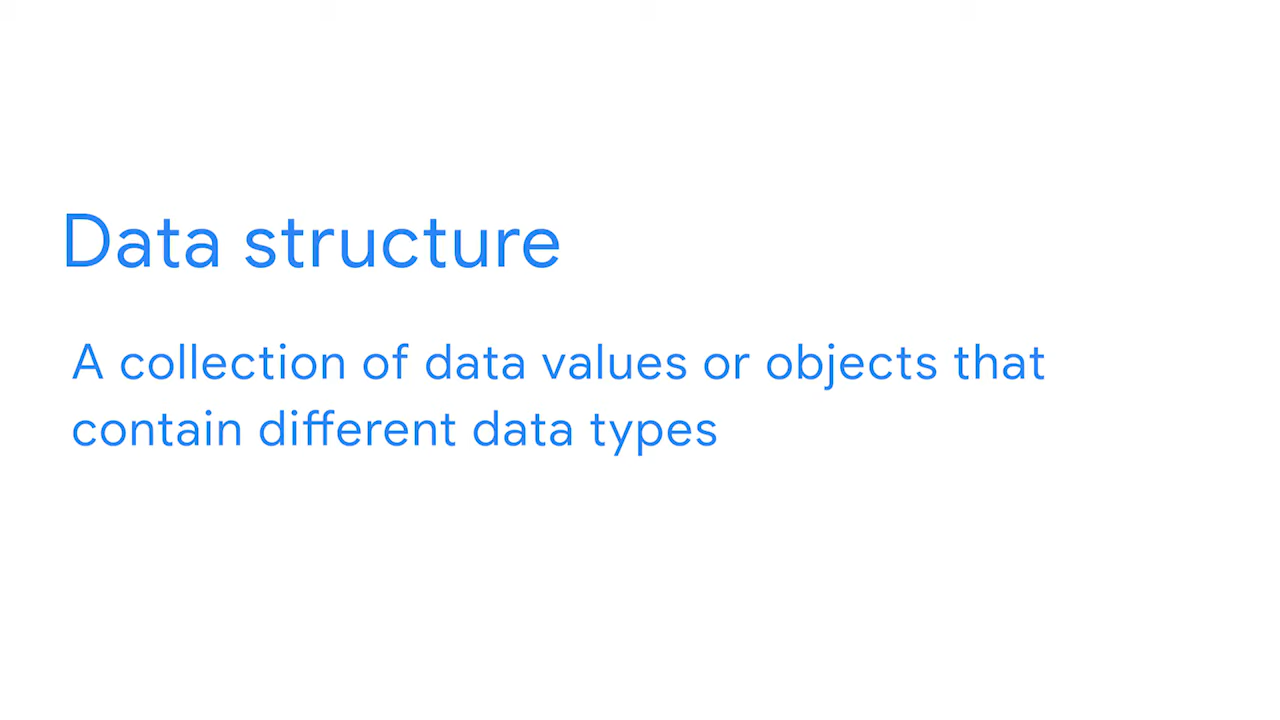 Data structure
A collection of data values or objects that
contain different data types